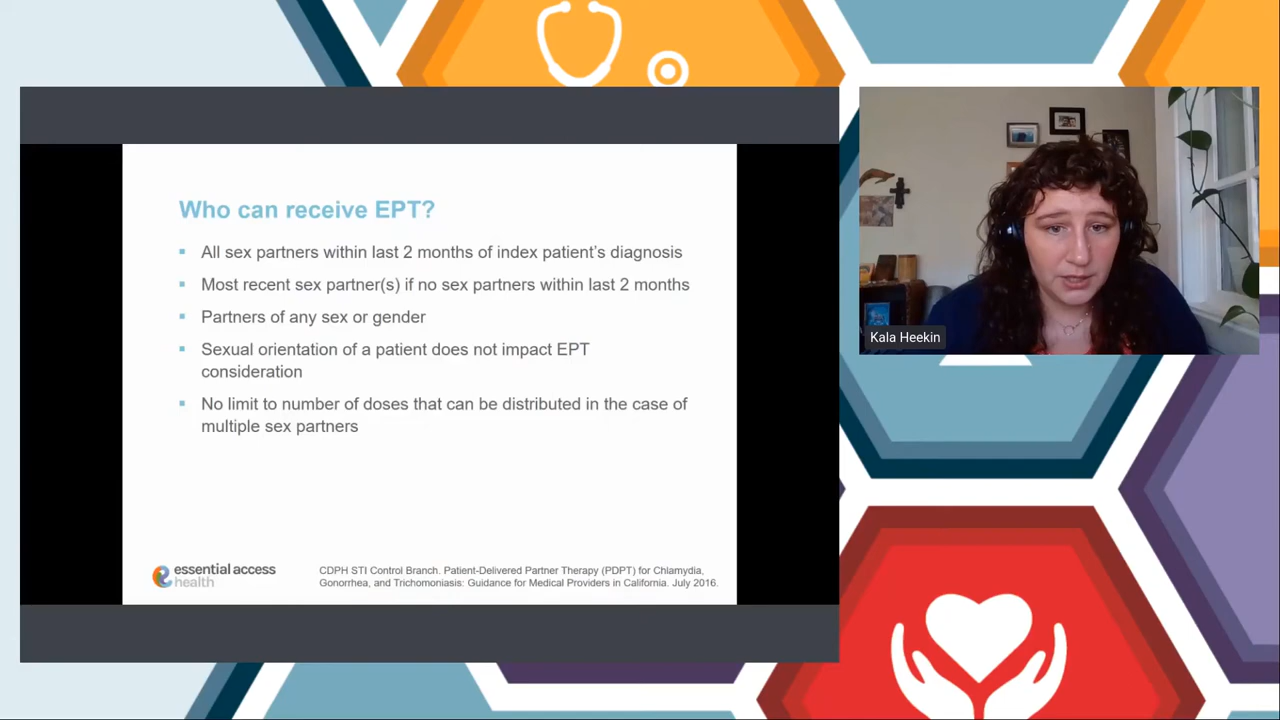 Who can receive EPT?
All sex partners within last 2 months of index patient's diagnosis
Most recent sex partner(s) if no sex partners within last 2 months
Partners of any sex or gender
Sexual orientation of a patient does not impact EPT
consideration
No limit to number of doses that can be distributed in the case of
multiple sex partners
essential access
health
CDPH STI Control Branch. Patient-Delivered Partner Therapy (PDPT) for Chlamydia,
Gonorrhea, and Trichomoniasis: Guidance for Medical Providers in California. July 2016.
Kala Heekin